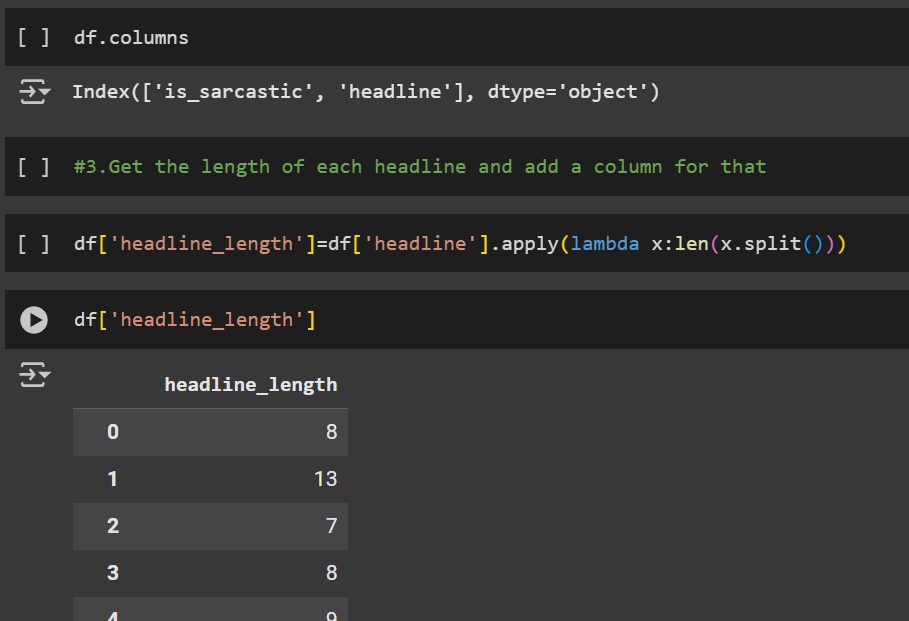 [ ] df.columns
Index(['is_sarcastic', 'headline'], dtype='object')
[ ] #3.Get the length of each headline and add a column for that
[ ] df['headline_length']=df['headline'].apply(lambda x:len(x.split()))
df['headline_length']
headline_length
0 8
1 13
2 7
3 8
4 9